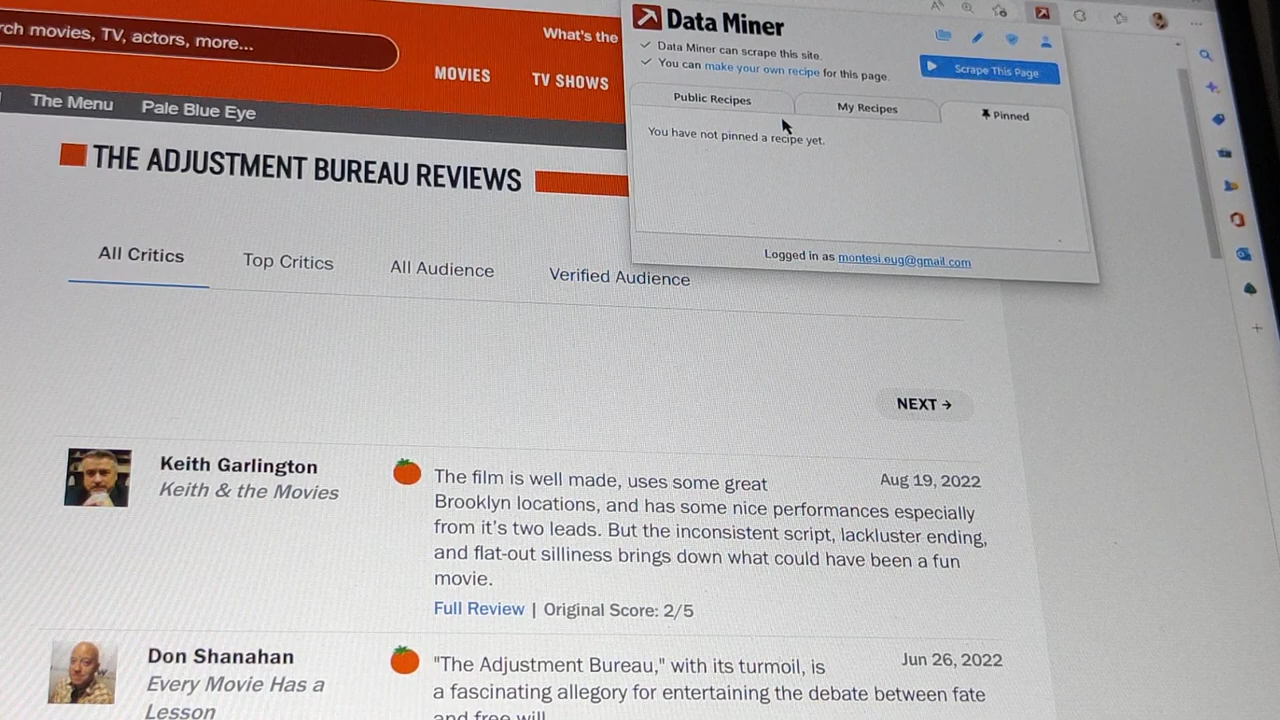 rch movies, TV, actors, more...
What's the
MOVIES
TV SHOWS
The Menu
Pale Blue Eye
THE ADJUSTMENT BUREAU REVIEWS
All Critics
Top Critics
All Audience
Verified Audience
NEXT →
Keith Garlington
Keith & the Movies
The film is well made, uses some great
Brooklyn locations, and has some nice performances especially
from it's two leads. But the inconsistent script, lackluster ending,
and flat-out silliness brings down what could have been a fun
movie.
Full Review | Original Score: 2/5
Aug 19, 2022
Don Shanahan
Every Movie Has a
Lesson
"The Adjustment Bureau," with its turmoil, is
a fascinating allegory for entertaining the debate between fate
and free will
Jun 26, 2022
Data Miner
Data Miner can scrape this site.
You can make your own recipe for this page.
Scrape This Page
Public Recipes
My Recipes
Pinned
You have not pinned a recipe yet.
Logged in as montesi.eug@gmail.com